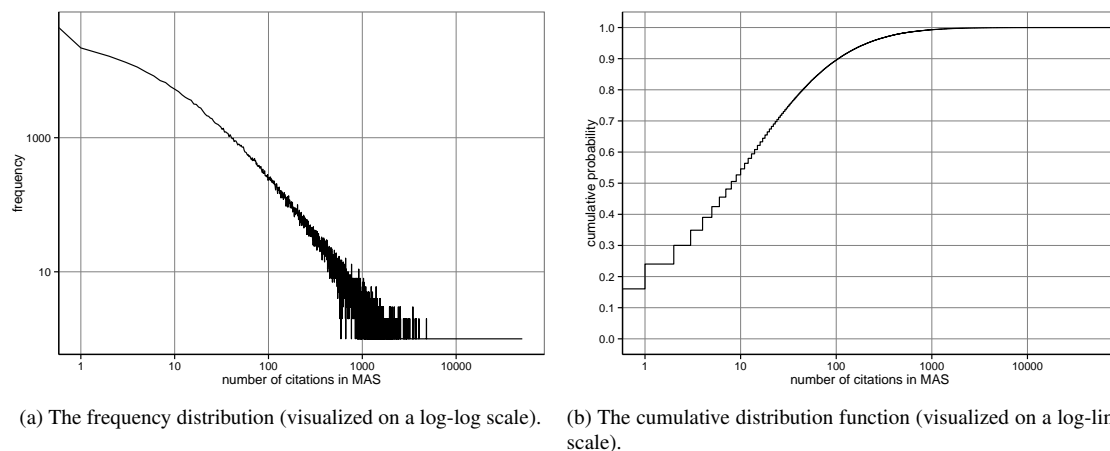 1000
10
frequency
1 10 100 1000 10000
number of citations in MAS
1.0
0.9
0.8
0.7
0.6
0.5
0.4
0.3
0.2
0.1
0.0
cumulative probability
1 10 100 1000 10000
number of citations in MAS
(a) The frequency distribution (visualized on a log-log scale).
(b) The cumulative distribution function (visualized on a log-lin
scale).